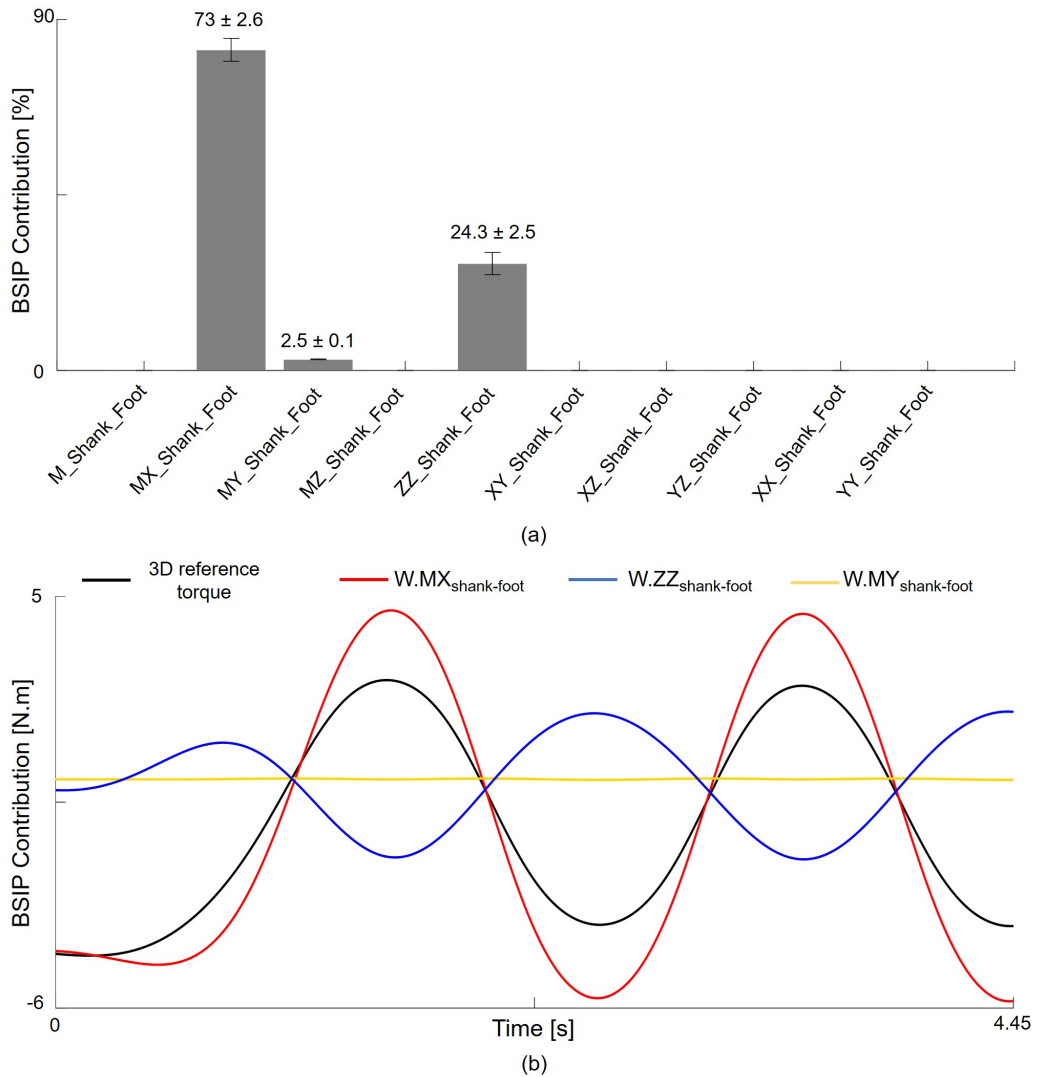 90
73 ± 2.6
24.3 ± 2.5
2.5 ± 0.1
BSIP Contribution [%]
0
M_Shank_Foot
MX_Shank_Foot
MY_Shank_Foot
MZ_Shank_Foot
ZZ_Shank_Foot
XY_Shank_Foot
XZ_Shank_Foot
YZ_Shank_Foot
XX_Shank_Foot
YY_Shank_Foot
(a)
3D reference
torque
W.MXshank-foot
W.ZZshank-foot
W.MYshank-foot
5
BSIP Contribution [N.m]
-6
0
Time [s]
4.45
(b)